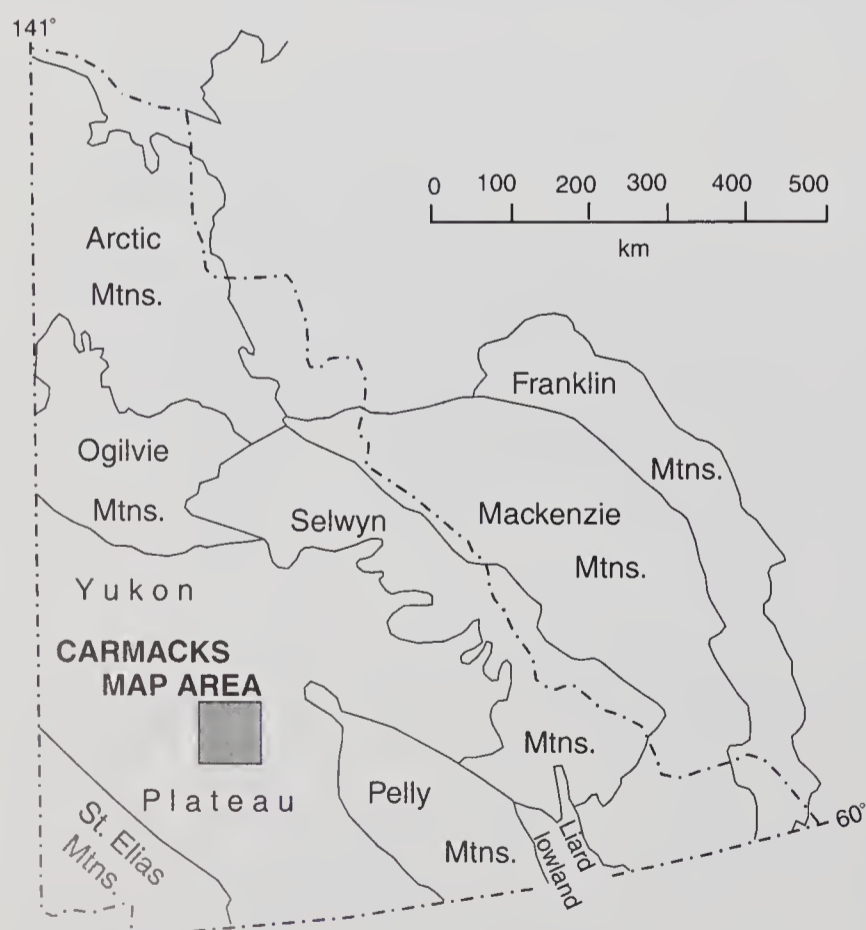 141°
0 100 200 300 400 500
km
Arctic
Mtns.
Franklin
Mtns.
Ogilvie
Mtns.
Selwyn
Mackenzie
Mtns.
Yukon
CARMACKS
MAP AREA
Mtns.
Plateau
Pelly
Mtns.
St. Elias
Mtns.
Liard
lowland
60°